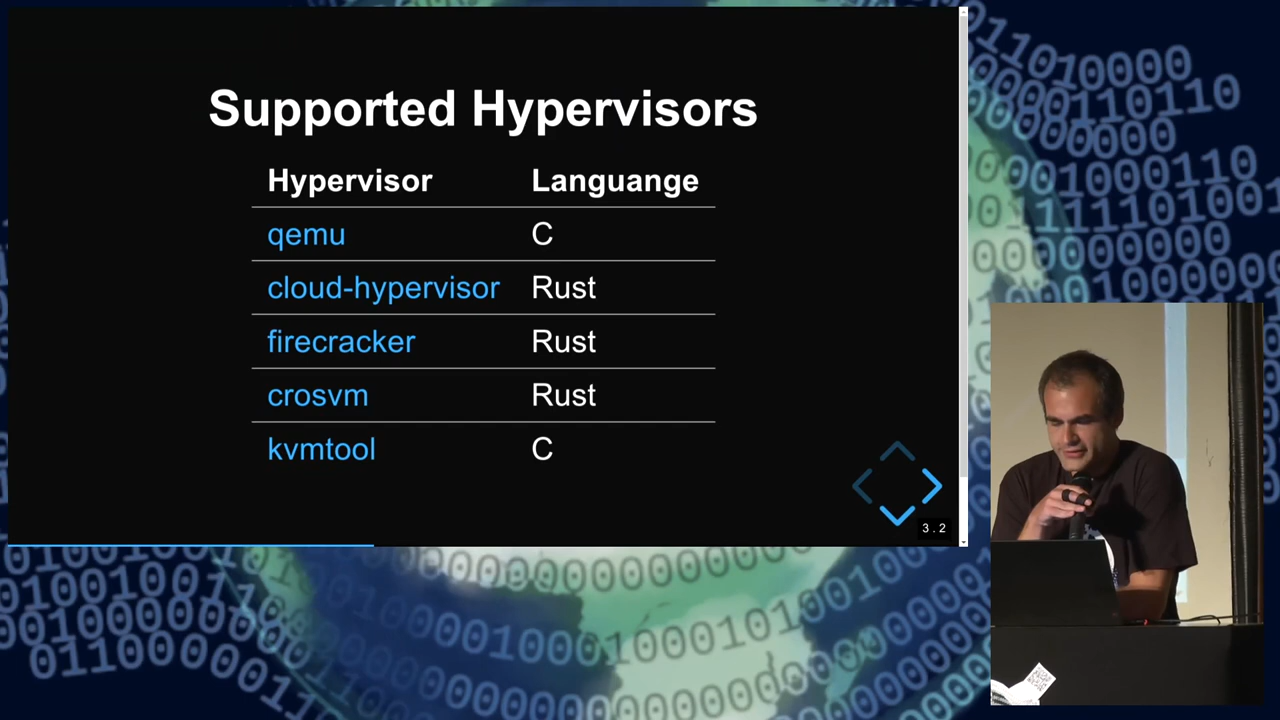 Supported Hypervisors
Hypervisor Languange
qemu C
cloud-hypervisor Rust
firecracker Rust
crosvm Rust
kvmtool C
3.2